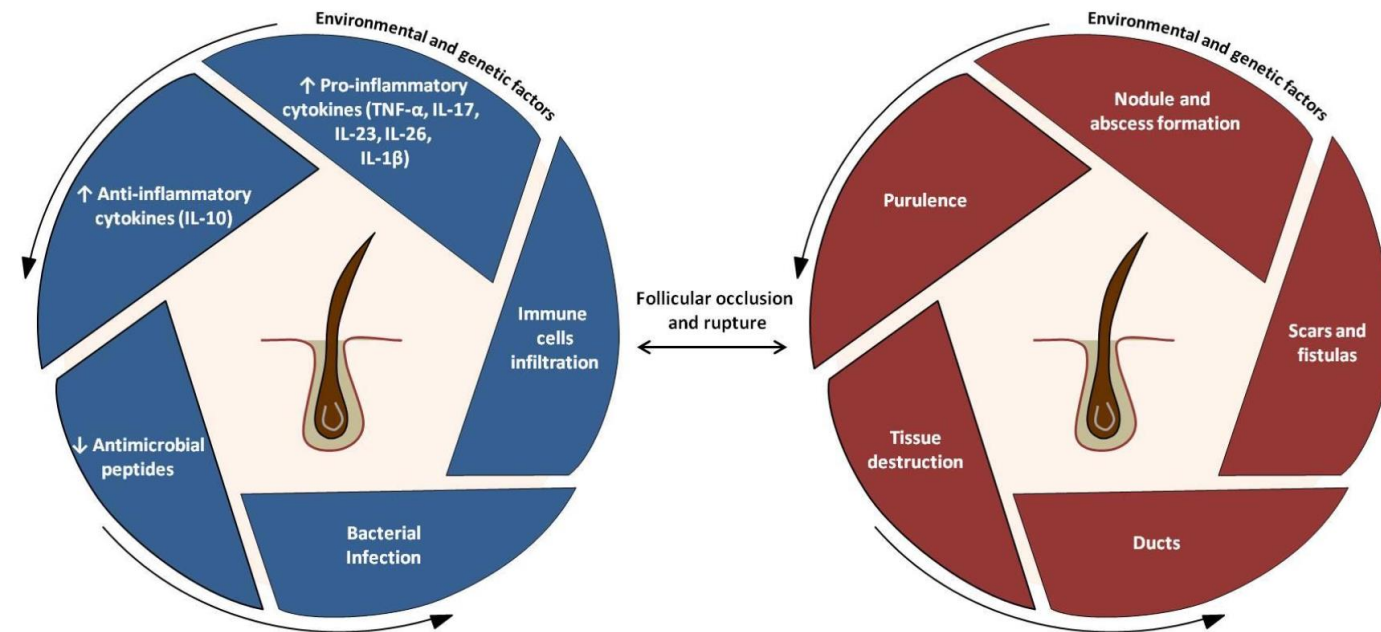 Environmental and genetic factors
↑ Pro-inflammatory
cytokines (TNF-α, IL-17,
IL-23, IL-26,
IL-1β)
↑ Anti-inflammatory
cytokines (IL-10)
Immune
cells
infiltration
↓ Antimicrobial
peptides
Bacterial
Infection
Follicular occlusion
and rupture
Environmental and genetic factors
Nodule and
abscess formation
Purulence
Scars and
fistulas
Tissue
destruction
Ducts